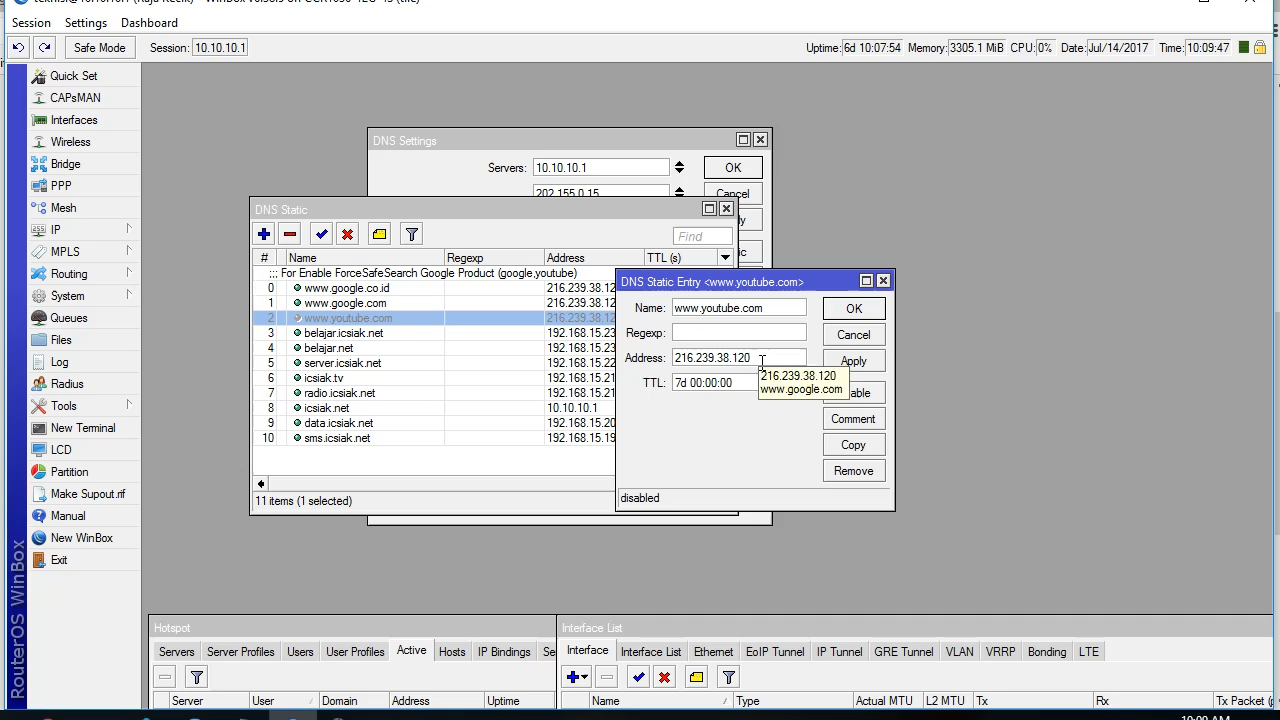 Session Settings Dashboard
Safe Mode Session: 10.10.10.1 Uptime: 6d 10:07:54 Memory: 3305.1 MiB CPU: 0% Date: Jul/14/2017 Time: 10:09:47
RouterOS WinBox
Quick Set
CAPsMAN
Interfaces
Wireless
Bridge
PPP
Mesh
IP
MPLS
Routing
System
Queues
Files
Log
Radius
Tools
New Terminal
LCD
Partition
Make Supout.rif
Manual
New WinBox
Exit
DNS Settings
Servers: 10.10.10.1 OK
202.155.0.15 Cancel
DNS Static
Find
# Name Regexp Address TTL (s)
;;; For Enable ForceSafeSearch Google Product (google,youtube)
0 www.google.co.id 216.239.38.12
1 www.google.com 216.239.38.12
2 www.youtube.com 216.239.38.12
3 belajar.icsiak.net 192.168.15.23
4 belajar.net 192.168.15.23
5 server.icsiak.net 192.168.15.22
6 icsiak.tv 192.168.15.21
7 radio.icsiak.net 192.168.15.21
8 icsiak.net 10.10.10.1
9 data.icsiak.net 192.168.15.20
10 sms.icsiak.net 192.168.15.19
11 items (1 selected)
DNS Static Entry <www.youtube.com>
Name: www.youtube.com OK
Regexp: Cancel
Address: 216.239.38.120 Apply
216.239.38.120
www.google.com
TTL: 7d 00:00:00
Comment
Copy
Remove
disabled
Hotspot
Servers Server Profiles Users User Profiles Active Hosts IP Bindings Se
Server User Domain Address Uptime
Interface List
Interface Interface List Ethernet EoIP Tunnel IP Tunnel GRE Tunnel VLAN VRRP Bonding LTE
Name Type Actual MTU L2 MTU Tx Rx Tx Packet (p